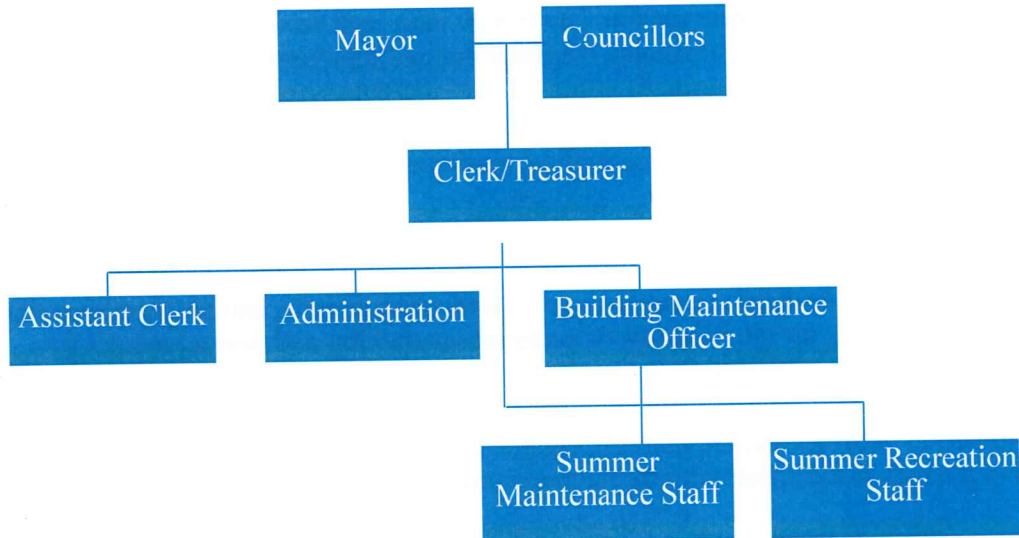 Mayor
Councillors
Clerk/Treasurer
Assistant Clerk
Administration
Building Maintenance
Officer
Summer
Maintenance Staff
Summer Recreation
Staff